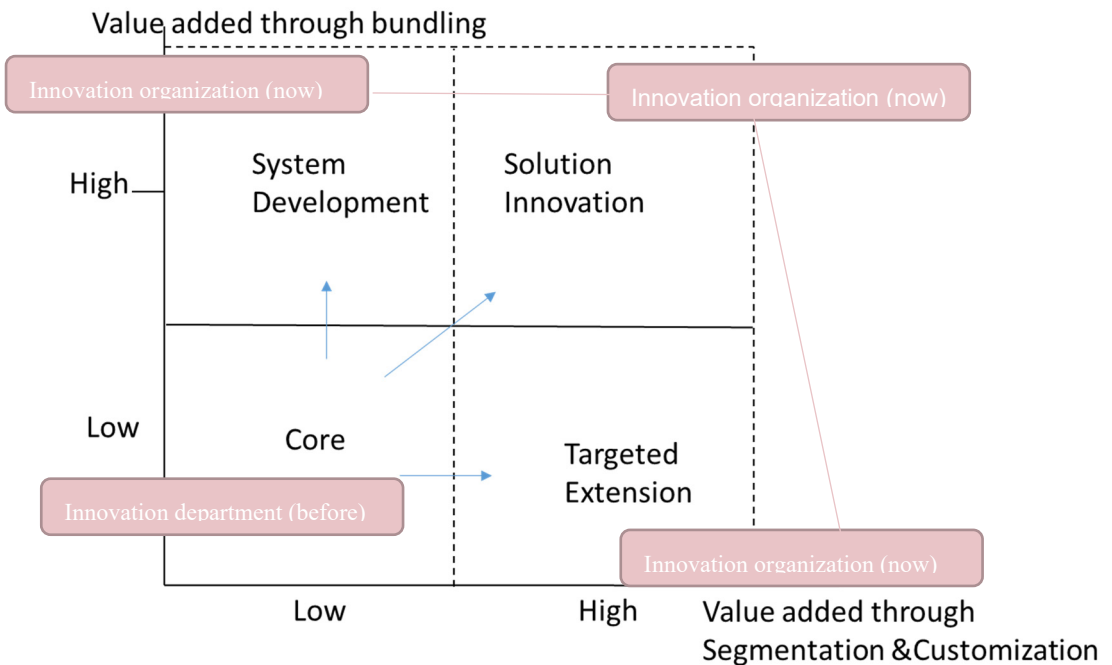 Value added through bundling
Innovation organization (now)
Innovation organization (now)
System
Development
Solution
Innovation
High
Low
Core
Targeted
Extension
Innovation department (before)
Innovation organization (now)
Low
High
Value added through
Segmentation &Customization